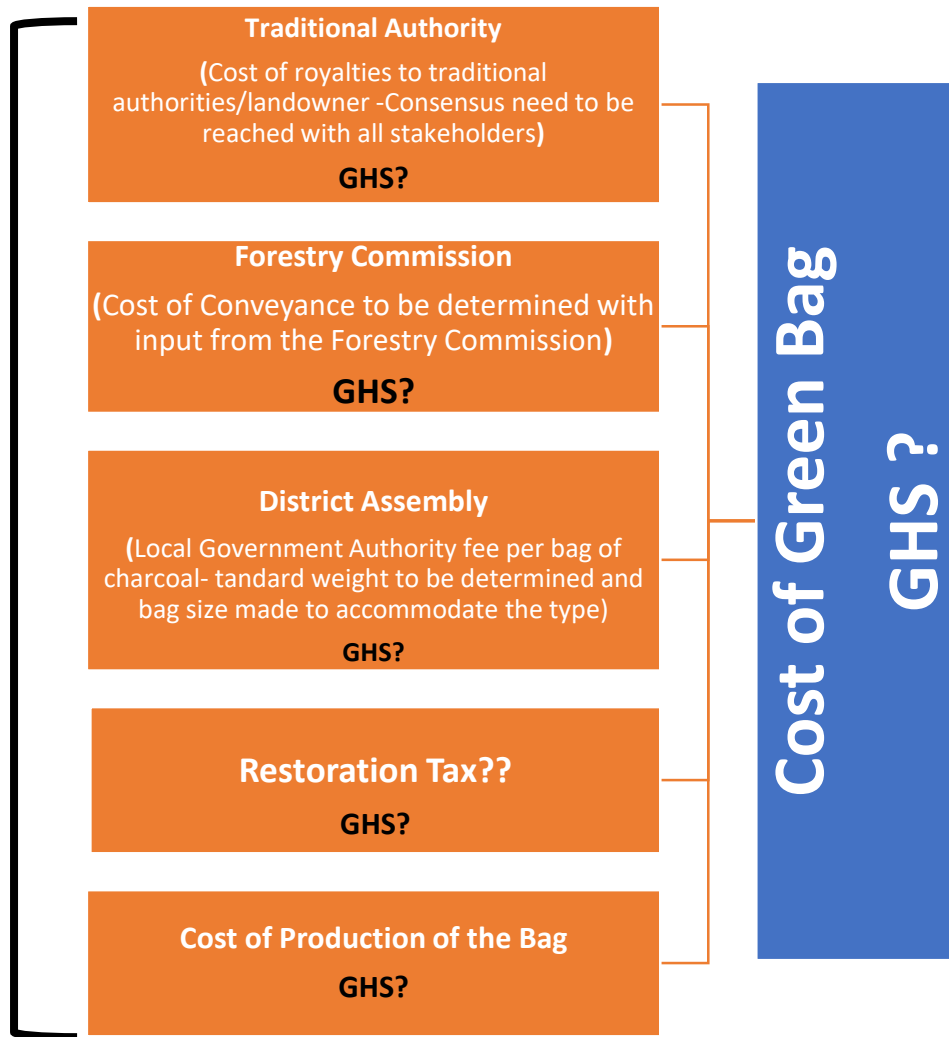 Traditional Authority
(Cost of royalties to traditional
authorities/landowner -Consensus need to be
reached with all stakeholders)
GHS?
Forestry Commission
(Cost of Conveyance to be determined with
input from the Forestry Commission)
GHS?
District Assembly
(Local Government Authority fee per bag of
charcoal- tandard weight to be determined and
bag size made to accommodate the type)
GHS?
Restoration Tax??
GHS?
Cost of Production of the Bag
GHS?
Cost of Green Bag
GHS ?